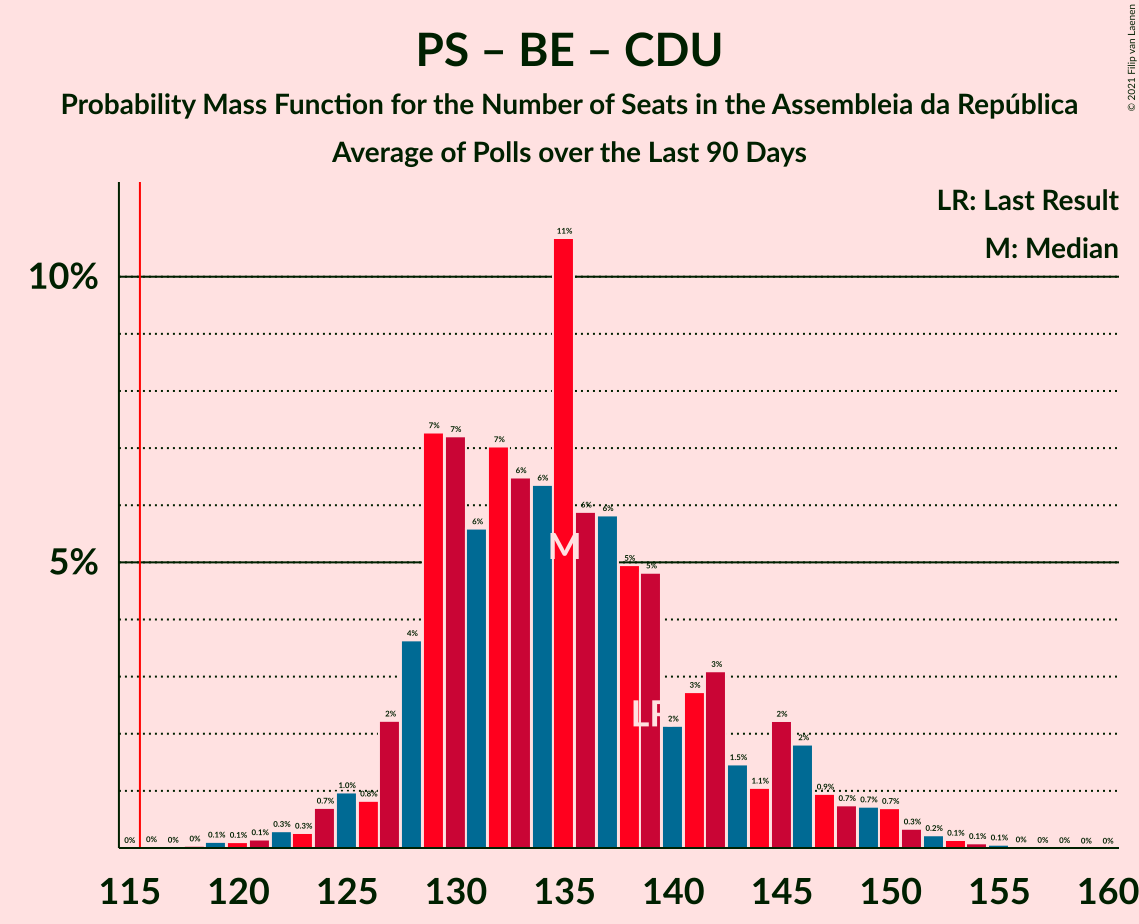 © 2021 Filip van Laenen
PS – BE – CDU
Probability Mass Function for the Number of Seats in the Assembleia da República
Average of Polls over the Last 90 Days
LR: Last Result
M: Median
10%
5%
0% 0% 0% 0% 0.1% 0.1% 0.1% 0.3% 0.3% 0.7% 1.0% 0.8% 2% 4% 7% 7% 6% 7% 6% 6% 11% 6% 6% 5% 5% 2% 3% 3% 1.5% 1.1% 2% 2% 0.9% 0.7% 0.7% 0.7% 0.3% 0.2% 0.1% 0.1% 0.1% 0% 0% 0% 0% 0%
M
LR
115 120 125 130 135 140 145 150 155 160